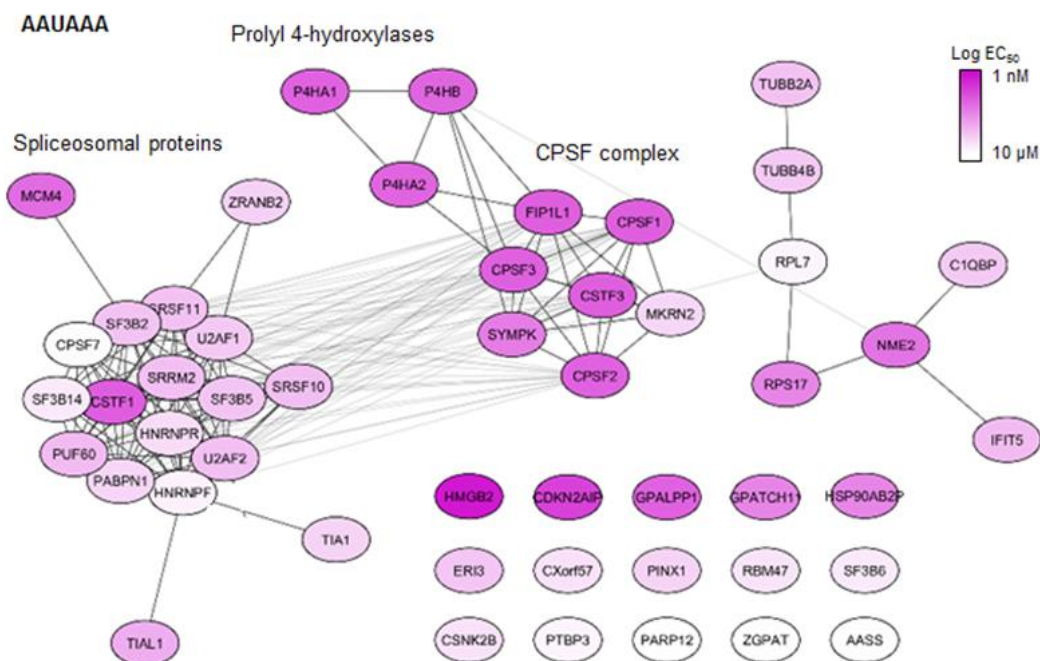 AAUAAA
Prolyl 4-hydroxylases
Log EC50
1 nM
10 µM
P4HA1
P4HB
TUBB2A
Spliceosomal proteins
CPSF complex
TUBB4B
P4HA2
MCM4
ZRANB2
FIP1L1
CPSF1
CPSF3
RPL7
C1QBP
CSTF3
MKRN2
SRSF11
SF3B2
U2AF1
SYMPK
NME2
CPSF7
SRRM2
SRSF10
CPSF2
RPS17
SF3B14
CSTF1
SF3B5
HNRNPR
IFIT5
PUF60
U2AF2
PABPN1
HNRNPF
HMGB2
CDKN2AIP
GPALPP1
GPATCH11
HSP90AB2P
TIA1
ERI3
CXorf57
PINX1
RBM47
SF3B6
TIAL1
CSNK2B
PTBP3
PARP12
ZGPAT
AASS